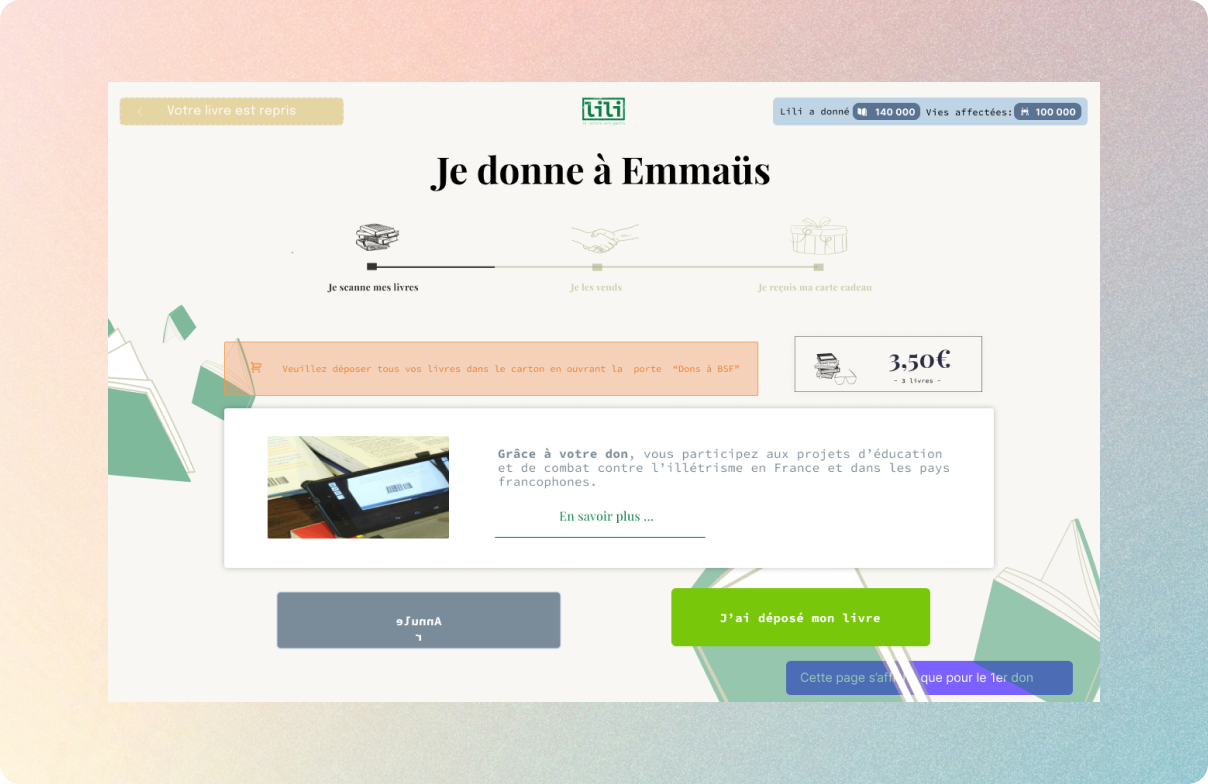 Votre livre est repris
LiLi
Lili a donné 140 000 Vies affectées: 100 000
Je donne à Emmaüs
Je scanne mes livres
Je les vends
Je reçois ma carte cadeau
Veuillez déposer tous vos livres dans le carton en ouvrant la porte “Dons à BSF”
3,50€
- 3 livres -
Grâce à votre don, vous participez aux projets d’éducation
et de combat contre l’illétrisme en France et dans les pays
francophones.
En savoir plus ...
Annule
r
J’ai déposé mon livre
Cette page s’aff que pour le 1er don